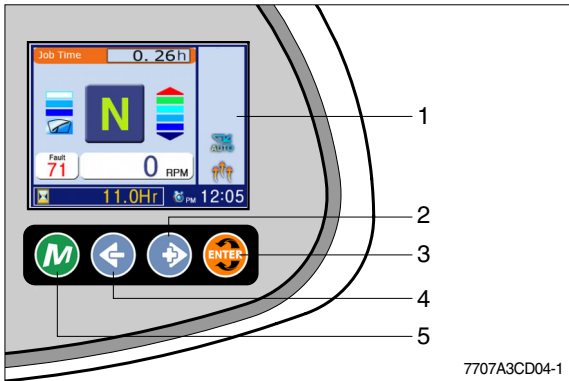 Job Time 0.26h
N
AUTO
Fault
71
0 RPM
11.0Hr PM 12:05
M ENTER
1
2
3
4
5
7707A3CD04-1